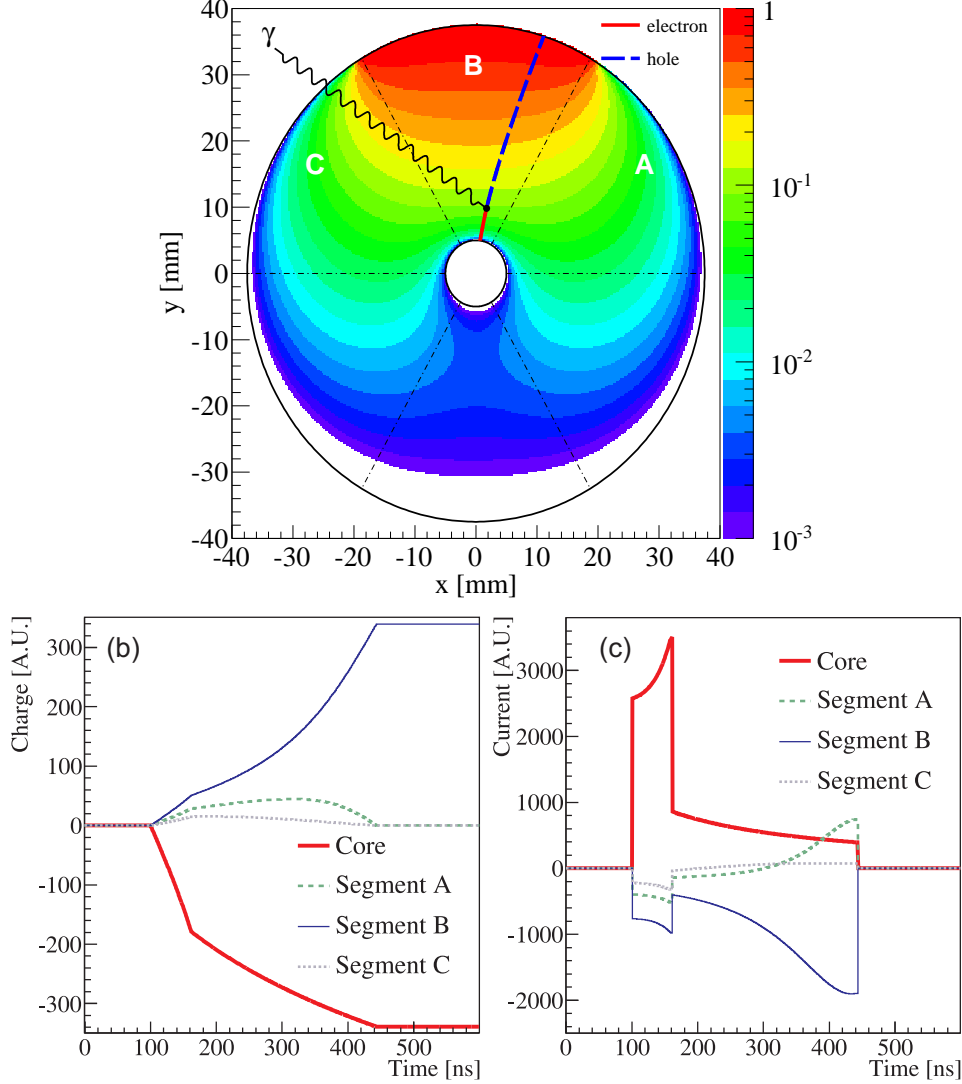 40
30
20
10
0
-10
-20
-30
-40
y [mm]
-40 -30 -20 -10 0 10 20 30 40
x [mm]
γ
B
C
A
electron
hole
1
10⁻¹
10⁻²
10⁻³
(b)
Charge [A.U.]
300
200
100
0
-100
-200
-300
Core
Segment A
Segment B
Segment C
0 100 200 300 400 500
Time [ns]
(c)
Current [A.U.]
3000
2000
1000
0
-1000
-2000
Core
Segment A
Segment B
Segment C
0 100 200 300 400 500
Time [ns]